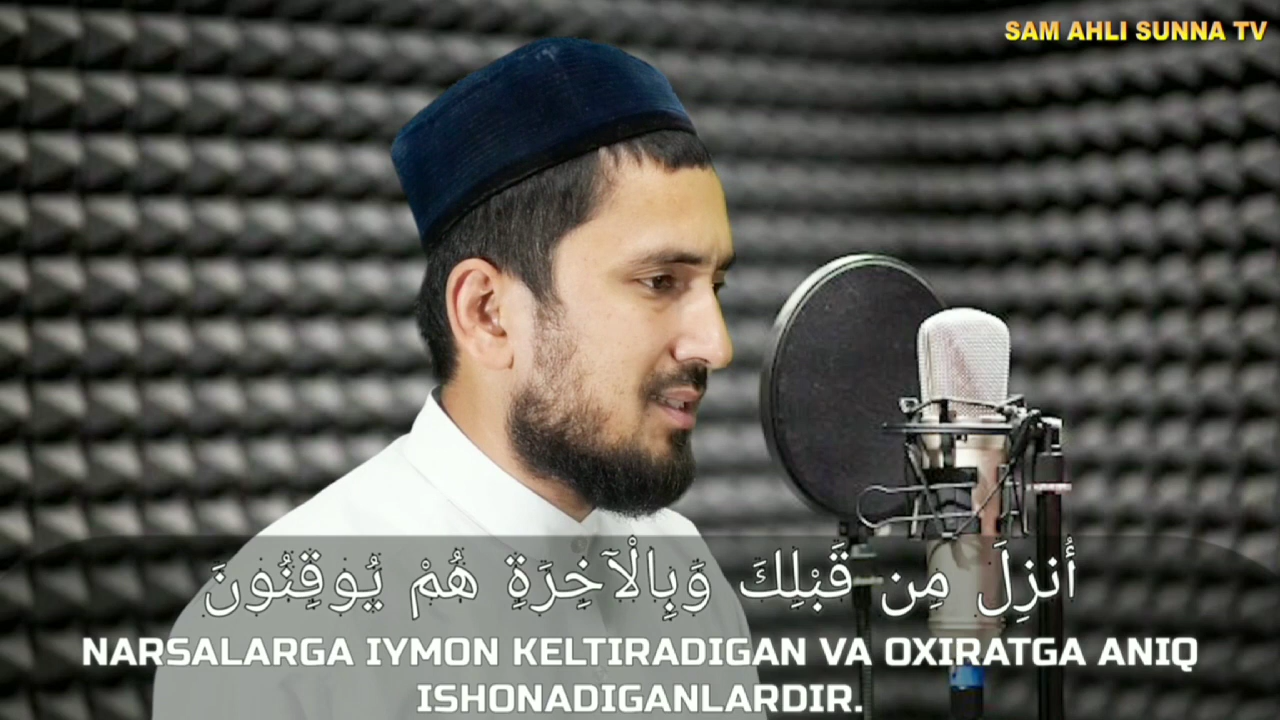 SAM AHLI SUNNA TV
أُنزِلَ مِن قَبْلِكَ وَبِالْآخِرَةِ هُمْ يُوقِنُونَ
NARSALARGA IYMON KELTIRADIGAN VA OXIRATGA ANIQ
ISHONADIGANLARDIR.